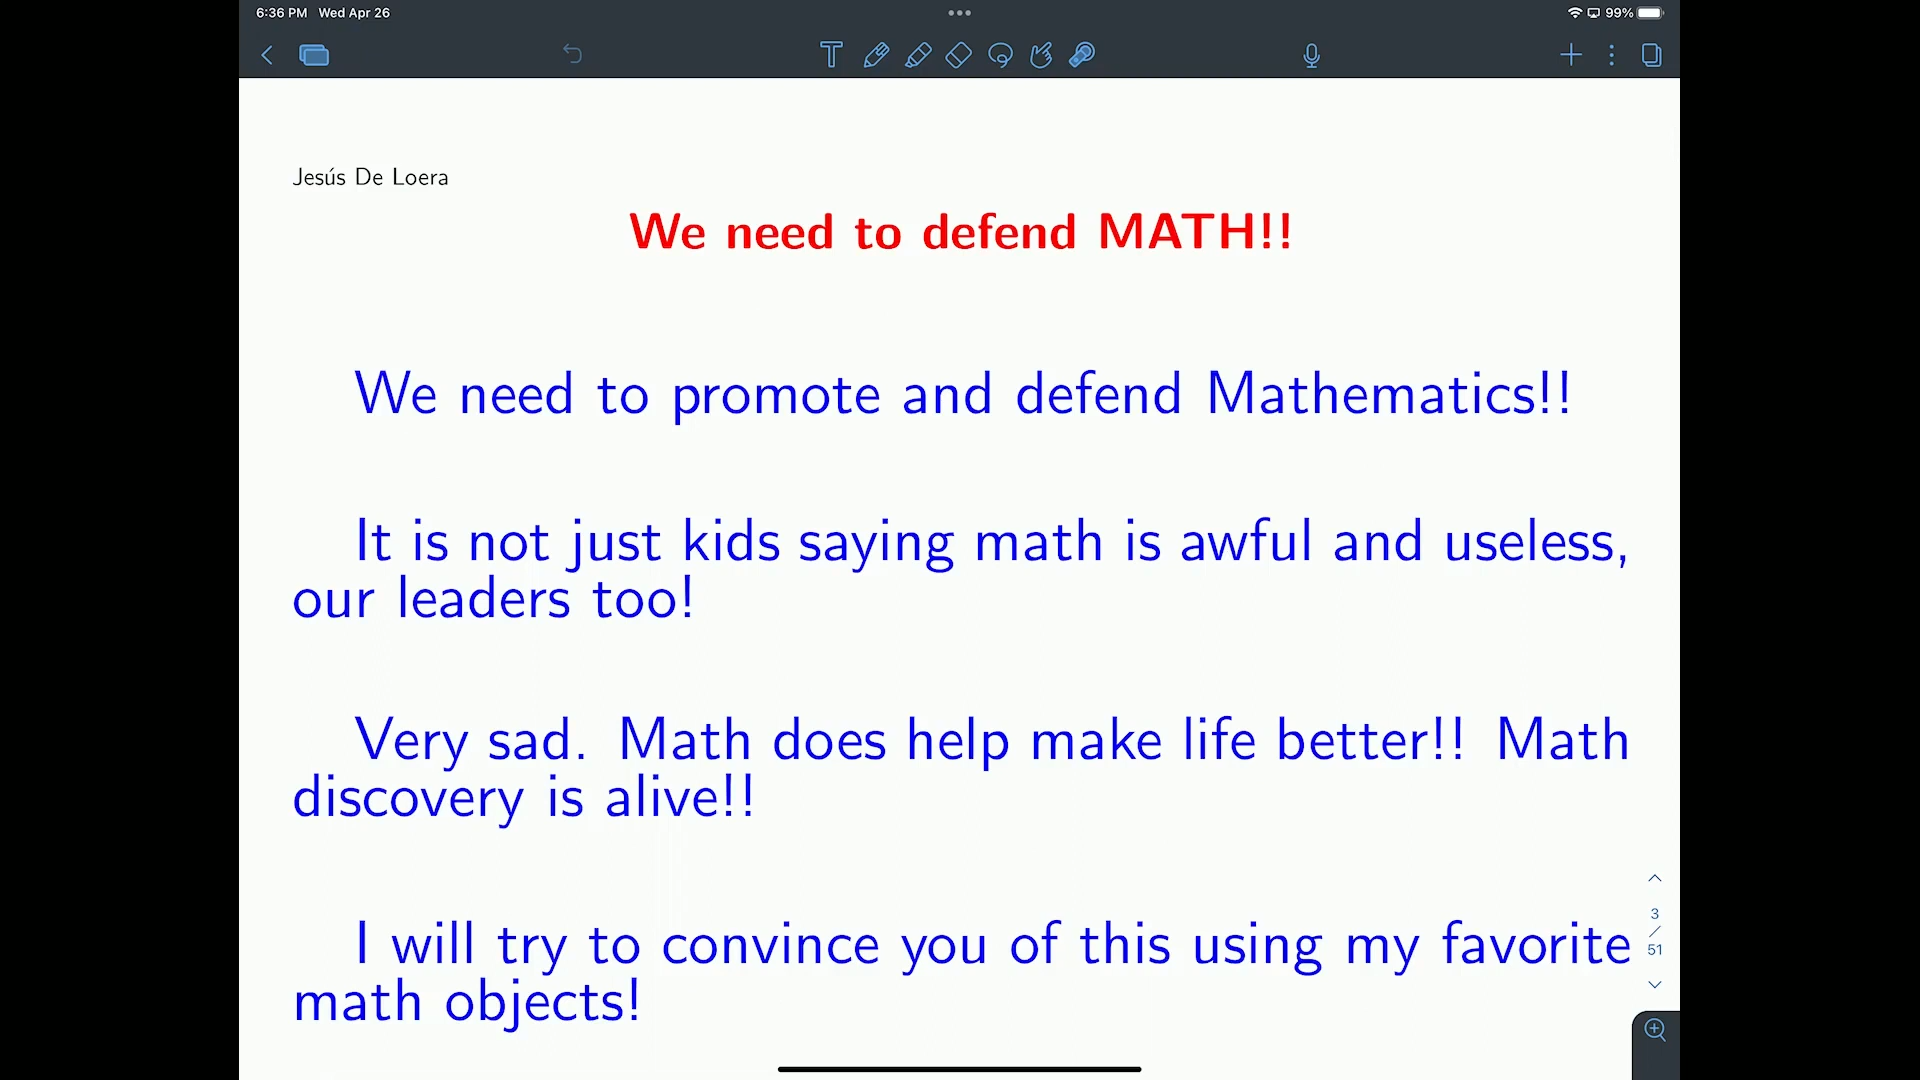 6:36 PM Wed Apr 26
99%
Jesús De Loera
We need to defend MATH!!
We need to promote and defend Mathematics!!
It is not just kids saying math is awful and useless,
our leaders too!
Very sad. Math does help make life better!! Math
discovery is alive!!
I will try to convince you of this using my favorite
math objects!
3
/
51